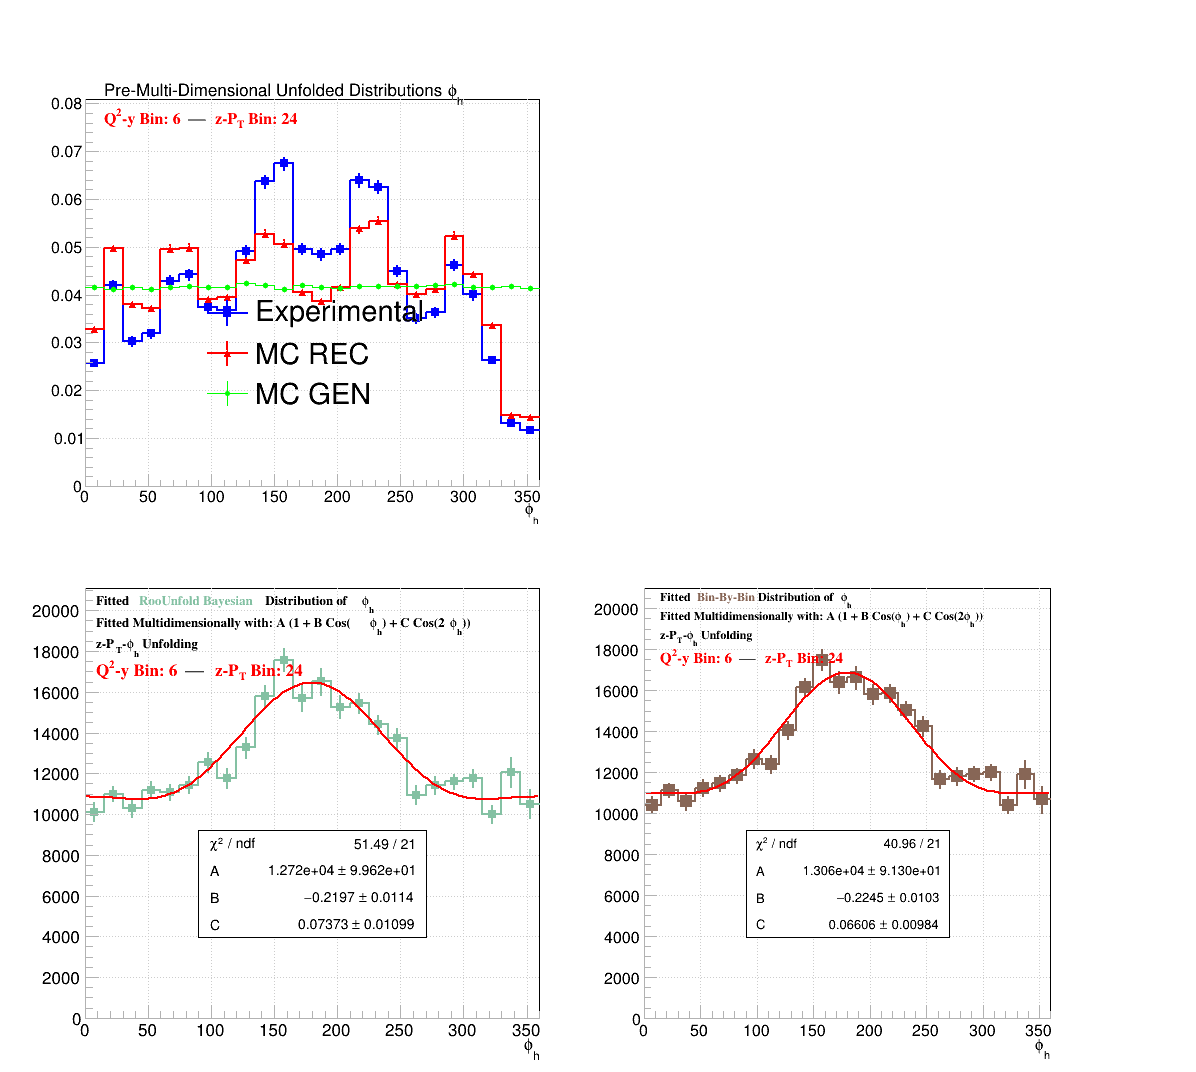 Pre-Multi-Dimensional Unfolded Distributions ϕh
0.08
Q2-y Bin: 6 — z-PT Bin: 24
0.07
0.06
0.05
0.04
Experimental
0.03
MC REC
0.02
MC GEN
0.01
0
0 50 100 150 200 250 300 350
ϕh
Fitted RooUnfold Bayesian Distribution of ϕh
Fitted Multidimensionally with: A (1 + B Cos( ϕh) + C Cos(2 ϕh))
z-PT-ϕh Unfolding
Q2-y Bin: 6 — z-PT Bin: 24
20000
18000
16000
14000
12000
10000
8000
6000
4000
2000
0
χ2 / ndf 51.49 / 21
A 1.272e+04 ± 9.962e+01
B −0.2197 ± 0.0114
C 0.07373 ± 0.01099
0 50 100 150 200 250 300 350
ϕh
Fitted Bin-By-Bin Distribution of ϕh
Fitted Multidimensionally with: A (1 + B Cos(ϕh) + C Cos(2ϕh))
z-PT-ϕh Unfolding
Q2-y Bin: 6 — z-PT Bin: 24
20000
18000
16000
14000
12000
10000
8000
6000
4000
2000
0
χ2 / ndf 40.96 / 21
A 1.306e+04 ± 9.130e+01
B −0.2245 ± 0.0103
C 0.06606 ± 0.00984
0 50 100 150 200 250 300 350
ϕh